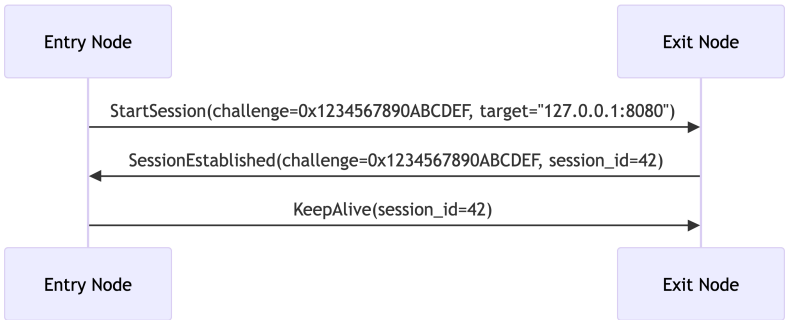 Entry Node
Exit Node
StartSession(challenge=0x1234567890ABCDEF, target="127.0.0.1:8080")
SessionEstablished(challenge=0x1234567890ABCDEF, session_id=42)
KeepAlive(session_id=42)
Entry Node
Exit Node